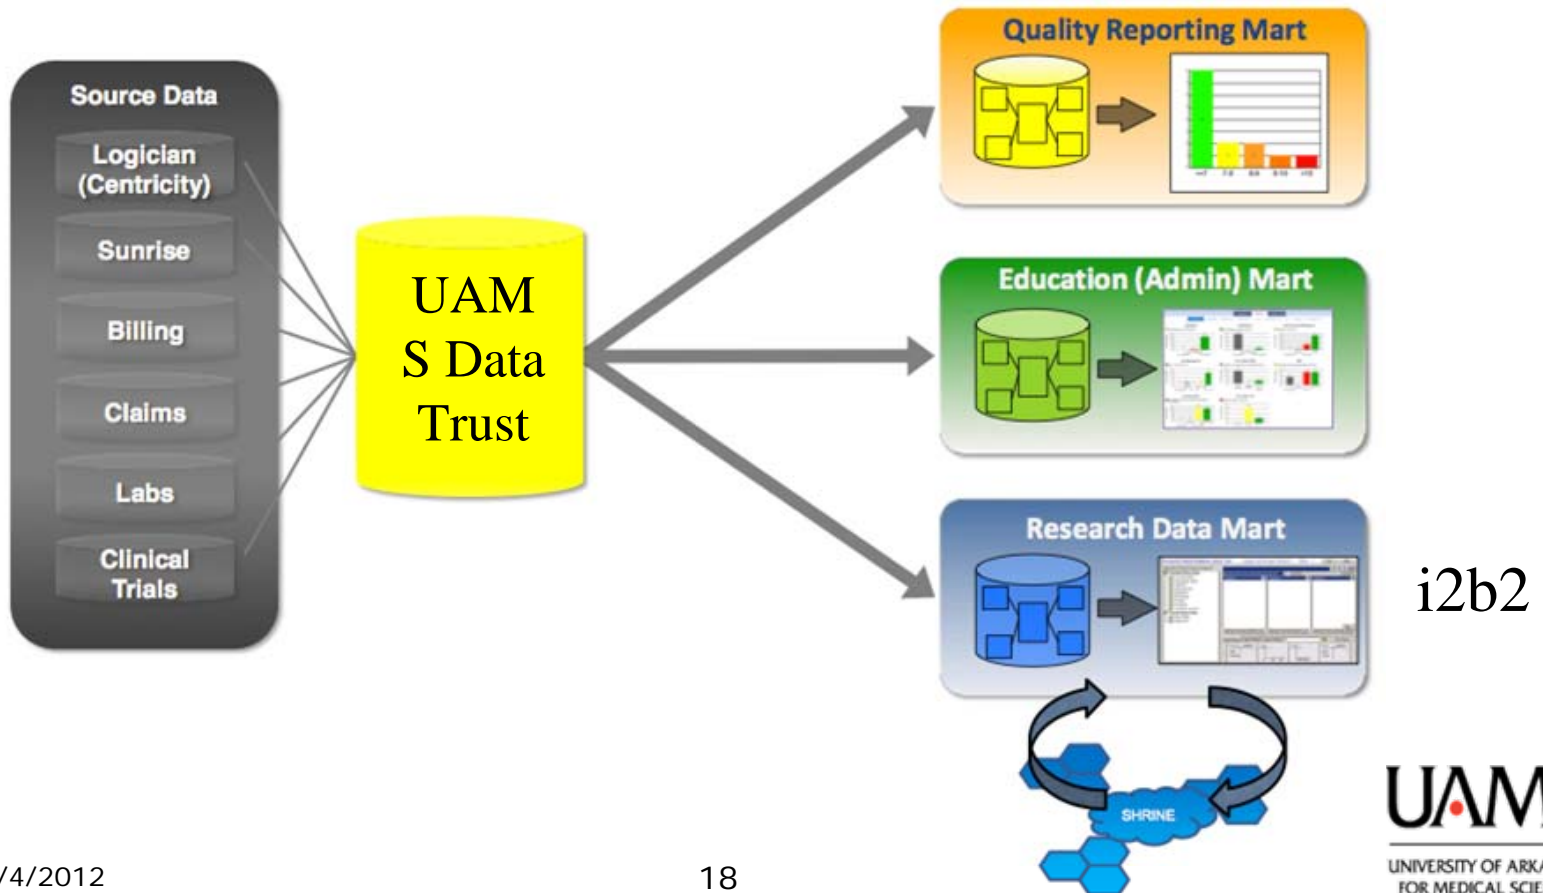 Source Data
Logician
(Centricity)
Sunrise
Billing
Claims
Labs
Clinical
Trials
UAM
S Data
Trust
Quality Reporting Mart
Education (Admin) Mart
Research Data Mart
i2b2
SHRINE
/4/2012
18
UAM
UNIVERSITY OF ARKA
FOR MEDICAL SCIE